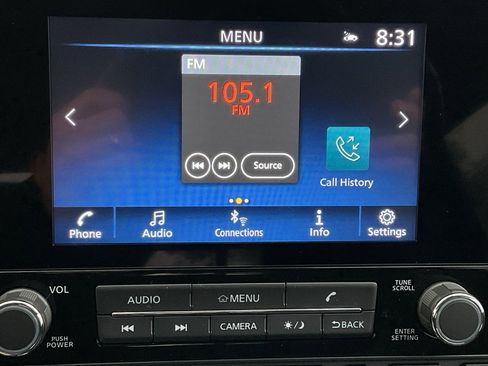 MENU 8:31
FM
105.1
FM
Source
Call History
Phone Audio Connections Info Settings
VOL AUDIO MENU TUNE
SCROLL
PUSH
POWER CAMERA BACK ENTER
SETTING